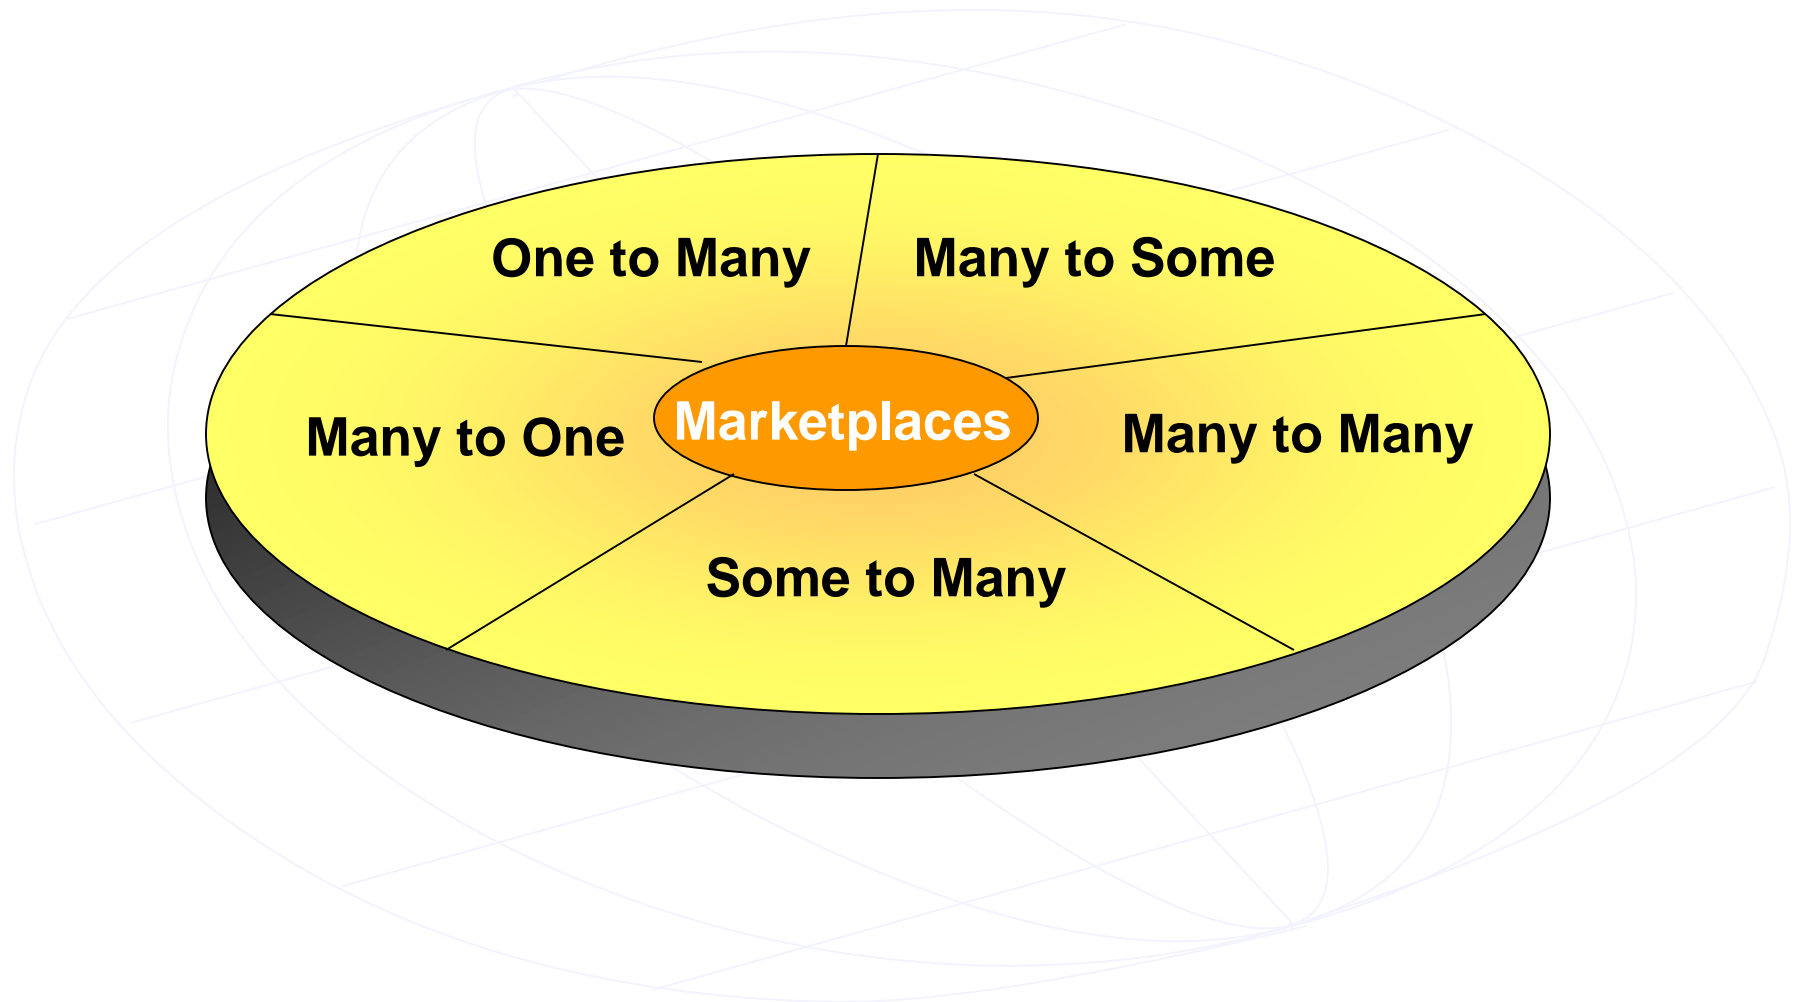 One to Many
Many to Some
Marketplaces
Many to One
Many to Many
Some to Many